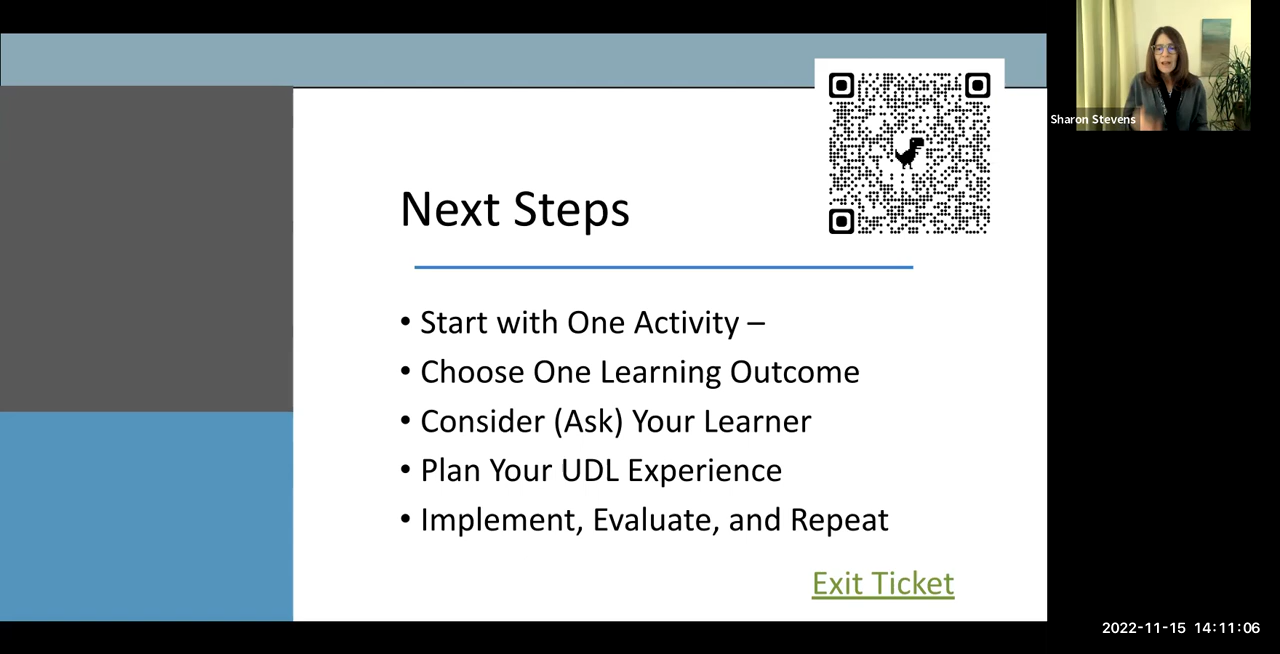 Sharon Stevens
Next Steps
• Start with One Activity –
• Choose One Learning Outcome
• Consider (Ask) Your Learner
• Plan Your UDL Experience
• Implement, Evaluate, and Repeat
Exit Ticket
2022-11-15 14:11:06